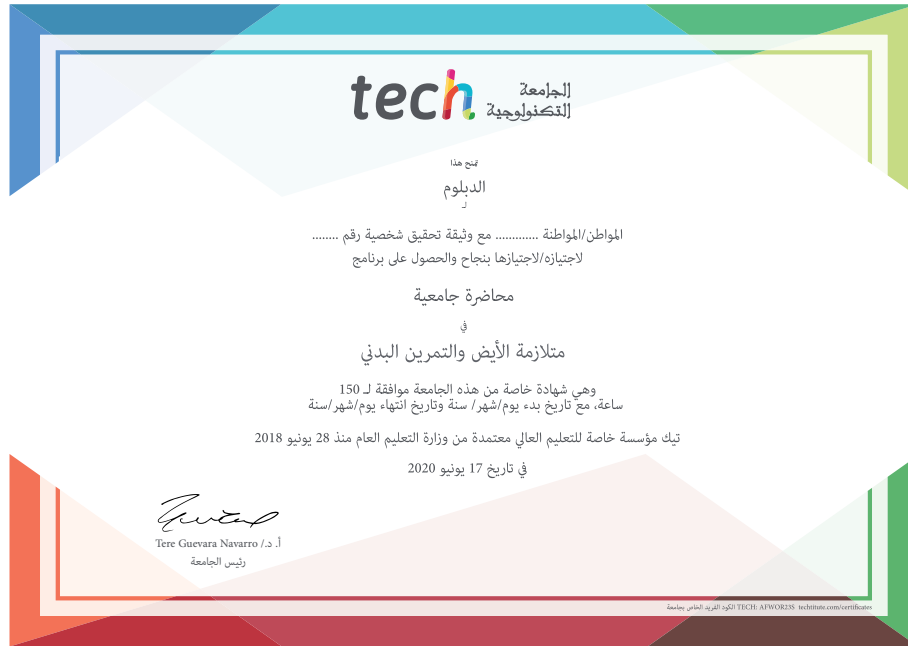 tech الجامعة
التكنولوجية
تمنح هذا
الدبلوم
لـ
المواطن/المواطنة ............. مع وثيقة تحقيق شخصية رقم ........
لاجتيازه/لاجتيازها بنجاح والحصول على برنامج
محاضرة جامعية
في
متلازمة الأيض والتمرين البدني
وهي شهادة خاصة من هذه الجامعة موافقة لـ 150
ساعة، مع تاريخ بدء يوم/شهر/ سنة وتاريخ انتهاء يوم/شهر/سنة
تيك مؤسسة خاصة للتعليم العالي معتمدة من وزارة التعليم العام منذ 28 يونيو 2018
في تاريخ 17 يونيو 2020
أ. د./ Tere Guevara Navarro
رئيس الجامعة
الكود الفريد الخاص بجامعة TECH: AFWOR23S techtitute.com/certificates